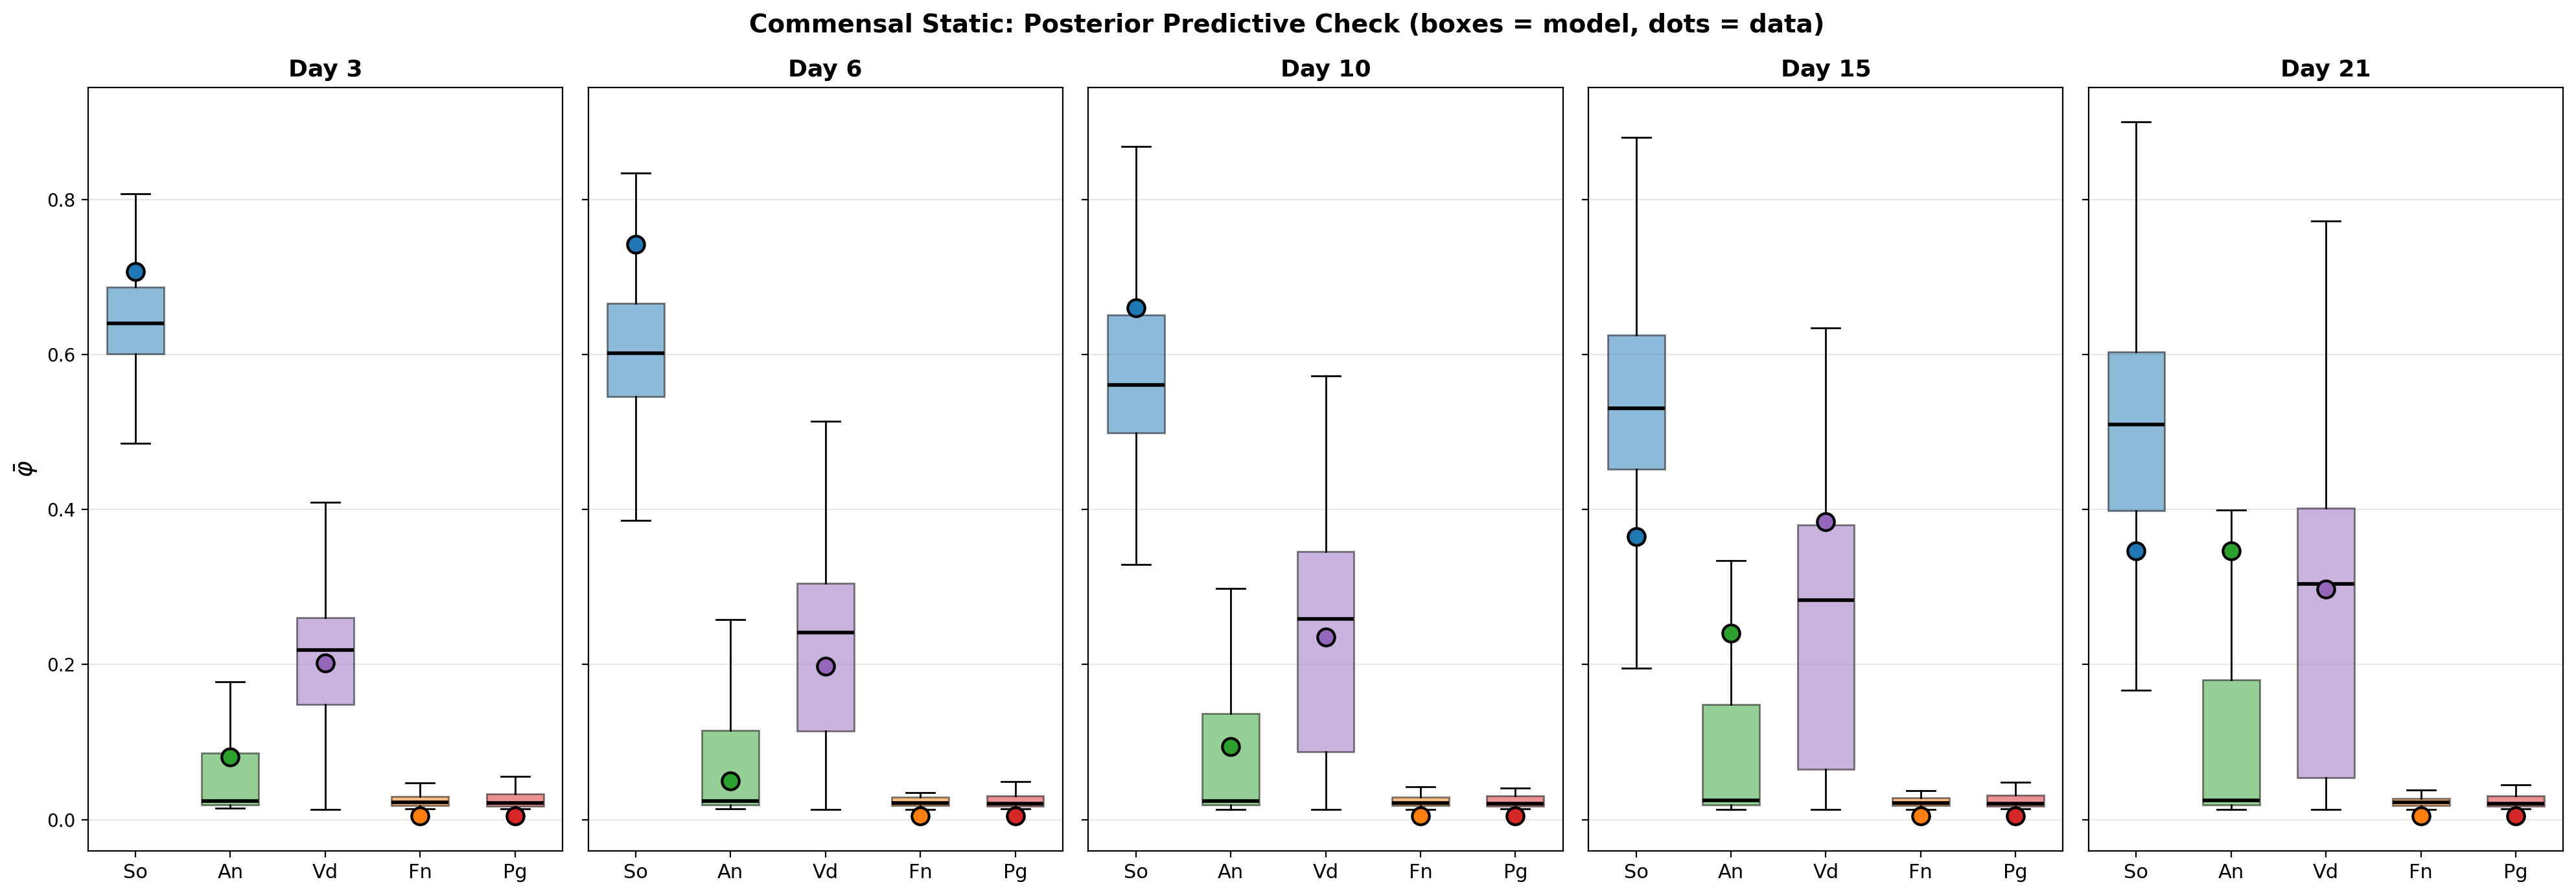 Commensal Static: Posterior Predictive Check (boxes = model, dots = data)
Day 3
Day 6
Day 10
Day 15
Day 21
φ̄
0.8
0.6
0.4
0.2
0.0
So An Vd Fn Pg
So An Vd Fn Pg
So An Vd Fn Pg
So An Vd Fn Pg
So An Vd Fn Pg